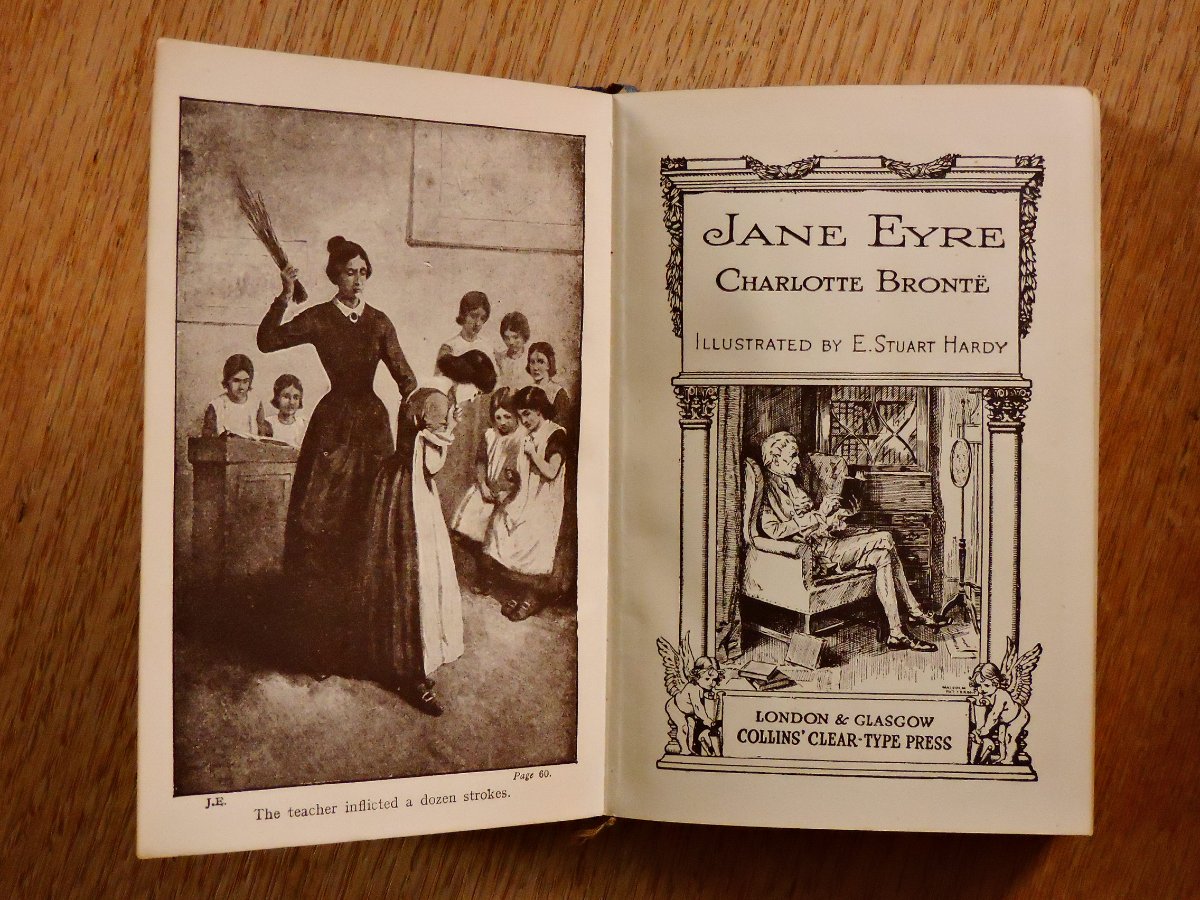 Page 60.
J.E.
The teacher inflicted a dozen strokes.
JANE EYRE
CHARLOTTE BRONTË
ILLUSTRATED BY E. STUART HARDY
LONDON & GLASGOW
COLLINS' CLEAR-TYPE PRESS